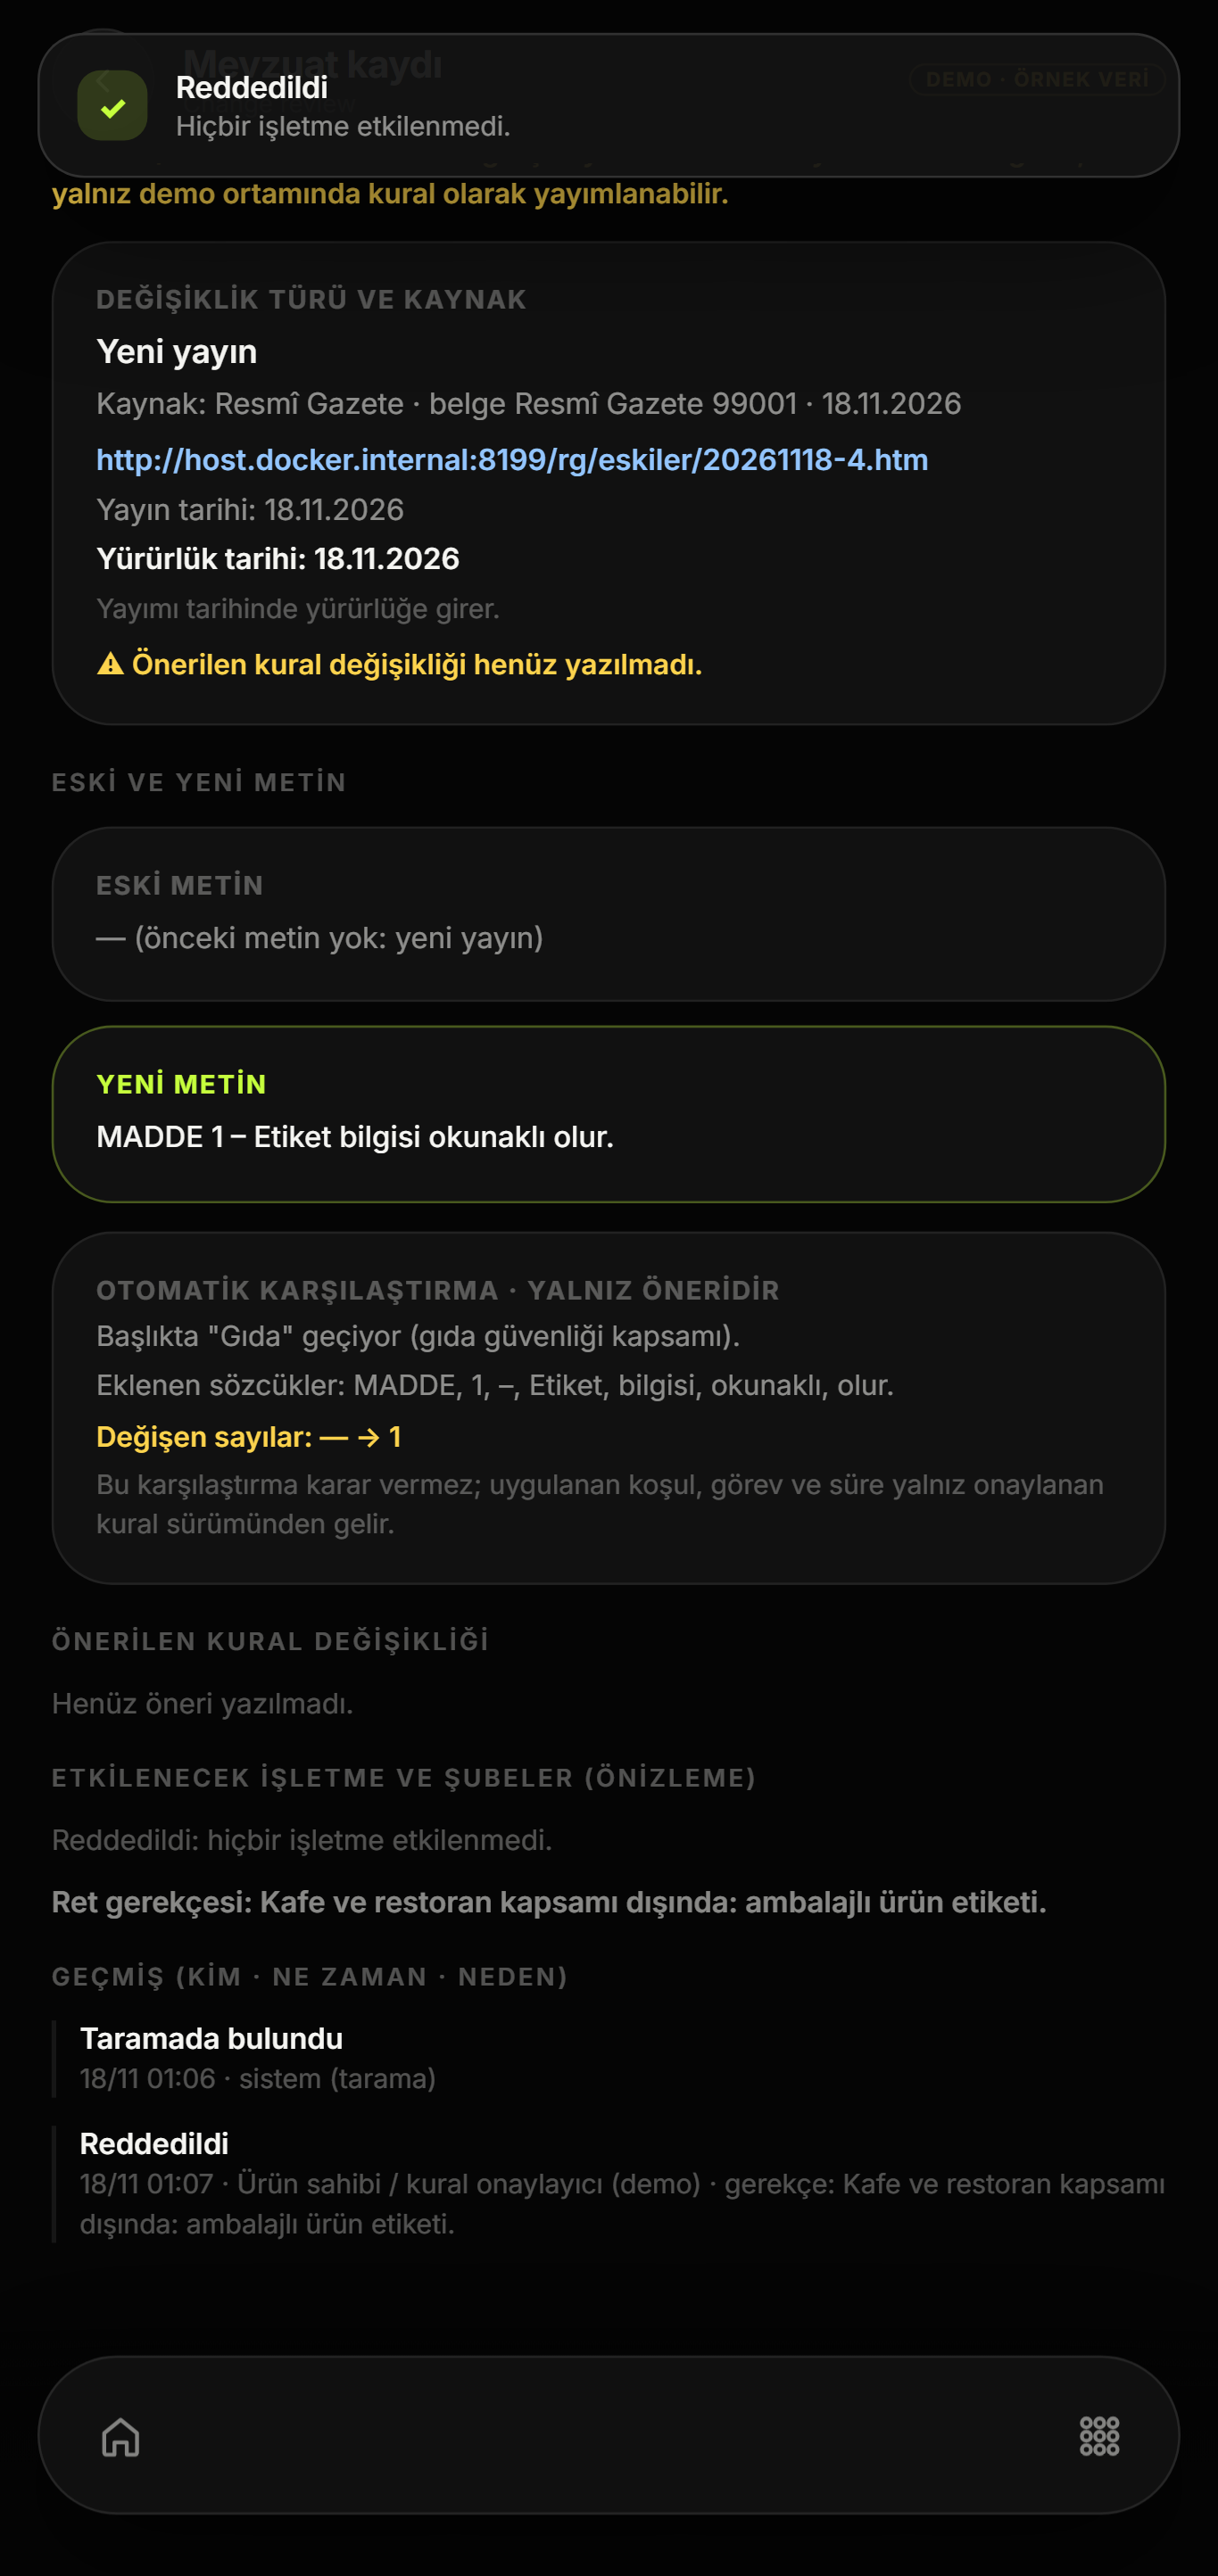 Mevzuat kaydı
DEMO · ÖRNEK VERİ
Reddedildi
Hiçbir işletme etkilenmedi.
yalnız demo ortamında kural olarak yayımlanabilir.
DEĞİŞİKLİK TÜRÜ VE KAYNAK
Yeni yayın
Kaynak: Resmî Gazete · belge Resmî Gazete 99001 · 18.11.2026
http://host.docker.internal:8199/rg/eskiler/20261118-4.htm
Yayın tarihi: 18.11.2026
Yürürlük tarihi: 18.11.2026
Yayımı tarihinde yürürlüğe girer.
⚠ Önerilen kural değişikliği henüz yazılmadı.
ESKİ VE YENİ METİN
ESKİ METİN
— (önceki metin yok: yeni yayın)
YENİ METİN
MADDE 1 – Etiket bilgisi okunaklı olur.
OTOMATİK KARŞILAŞTIRMA · YALNIZ ÖNERİDİR
Başlıkta "Gıda" geçiyor (gıda güvenliği kapsamı).
Eklenen sözcükler: MADDE, 1, –, Etiket, bilgisi, okunaklı, olur.
Değişen sayılar: — → 1
Bu karşılaştırma karar vermez; uygulanan koşul, görev ve süre yalnız onaylanan
kural sürümünden gelir.
ÖNERİLEN KURAL DEĞİŞİKLİĞİ
Henüz öneri yazılmadı.
ETKİLENECEK İŞLETME VE ŞUBELER (ÖNİZLEME)
Reddedildi: hiçbir işletme etkilenmedi.
Ret gerekçesi: Kafe ve restoran kapsamı dışında: ambalajlı ürün etiketi.
GEÇMİŞ (KİM · NE ZAMAN · NEDEN)
Taramada bulundu
18/11 01:06 · sistem (tarama)
Reddedildi
18/11 01:07 · Ürün sahibi / kural onaylayıcı (demo) · gerekçe: Kafe ve restoran kapsamı
dışında: ambalajlı ürün etiketi.